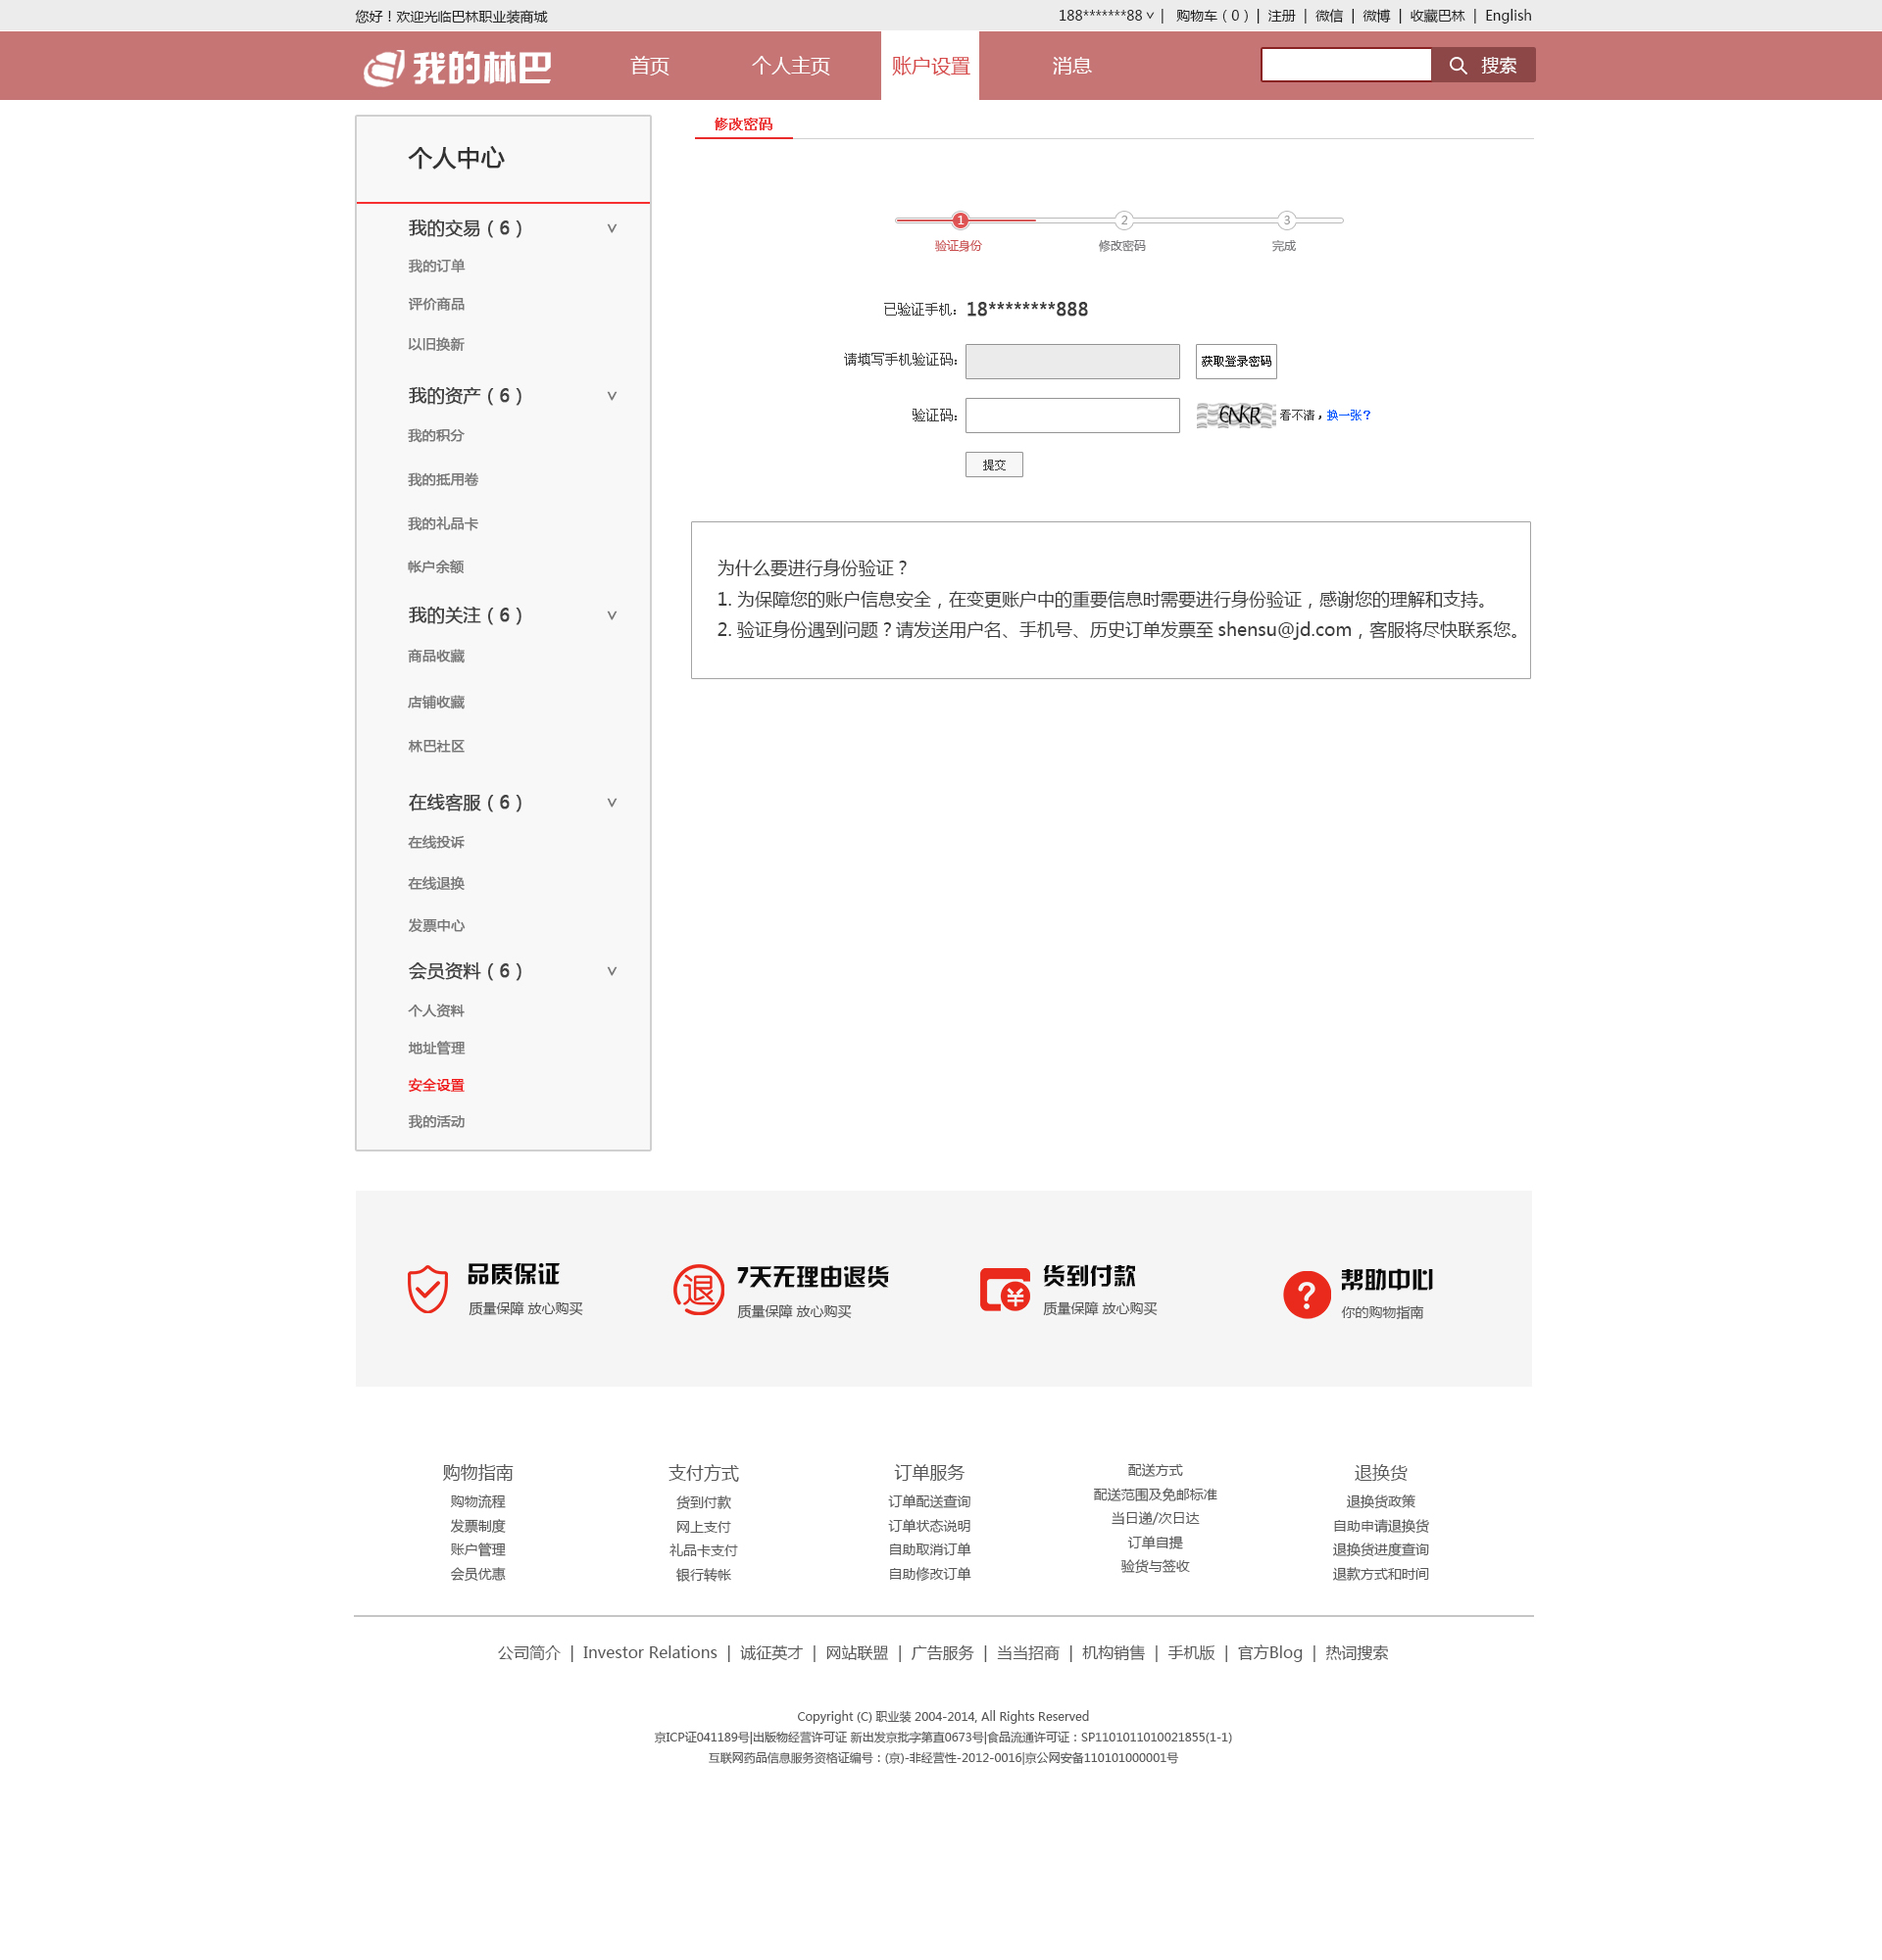 您好！欢迎光临巴林职业装商城
188*******88 ∨ | 购物车（0）| 注册 | 微信 | 微博 | 收藏巴林 | English
我的林巴
首页 个人主页 账户设置 消息
搜索
个人中心
我的交易（6） ∨
我的订单
评价商品
以旧换新
我的资产（6） ∨
我的积分
我的抵用卷
我的礼品卡
帐户余额
我的关注（6） ∨
商品收藏
店铺收藏
林巴社区
在线客服（6） ∨
在线投诉
在线退换
发票中心
会员资料（6） ∨
个人资料
地址管理
安全设置
我的活动
修改密码
1 2 3
验证身份 修改密码 完成
已验证手机：18********888
请填写手机验证码：
获取登录密码
验证码：
6NKR 看不清，换一张？
提交
为什么要进行身份验证？
1. 为保障您的账户信息安全，在变更账户中的重要信息时需要进行身份验证，感谢您的理解和支持。
2. 验证身份遇到问题？请发送用户名、手机号、历史订单发票至 shensu@jd.com，客服将尽快联系您。
品质保证
质量保障 放心购买
退
7天无理由退货
质量保障 放心购买
¥
货到付款
质量保障 放心购买
?
帮助中心
你的购物指南
购物指南
购物流程
发票制度
账户管理
会员优惠
支付方式
货到付款
网上支付
礼品卡支付
银行转帐
订单服务
订单配送查询
订单状态说明
自助取消订单
自助修改订单
配送方式
配送范围及免邮标准
当日递/次日达
订单自提
验货与签收
退换货
退换货政策
自助申请退换货
退换货进度查询
退款方式和时间
公司简介 | Investor Relations | 诚征英才 | 网站联盟 | 广告服务 | 当当招商 | 机构销售 | 手机版 | 官方Blog | 热词搜索
Copyright (C) 职业装 2004-2014, All Rights Reserved
京ICP证041189号|出版物经营许可证 新出发京批字第直0673号|食品流通许可证：SP1101011010021855(1-1)
互联网药品信息服务资格证编号：(京)-非经营性-2012-0016|京公网安备110101000001号